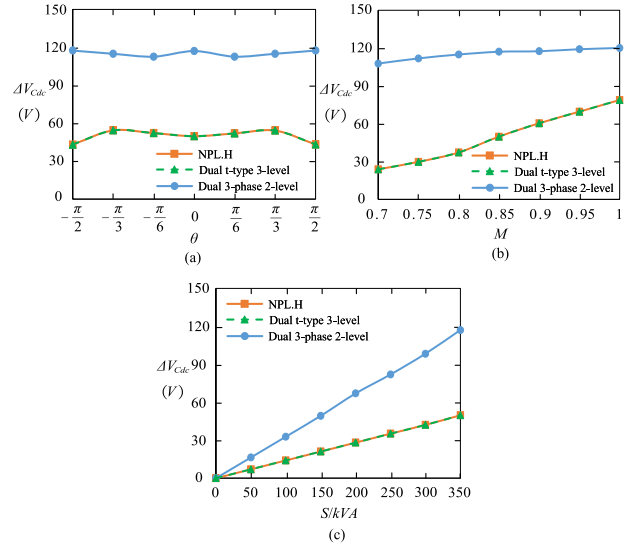 150
120
ΔV_Cdc 90
(V)
60
30
0
NPL.H
Dual t-type 3-level
Dual 3-phase 2-level
-π/2 -π/3 -π/6 0 π/6 π/3 π/2
θ
(a)
150
120
ΔV_Cdc 90
(V)
60
30
0
NPL.H
Dual t-type 3-level
Dual 3-phase 2-level
0.7 0.75 0.8 0.85 0.9 0.95 1
M
(b)
150
120
ΔV_Cdc 90
(V)
60
30
0
NPL.H
Dual t-type 3-level
Dual 3-phase 2-level
0 50 100 150 200 250 300 350
S/kVA
(c)